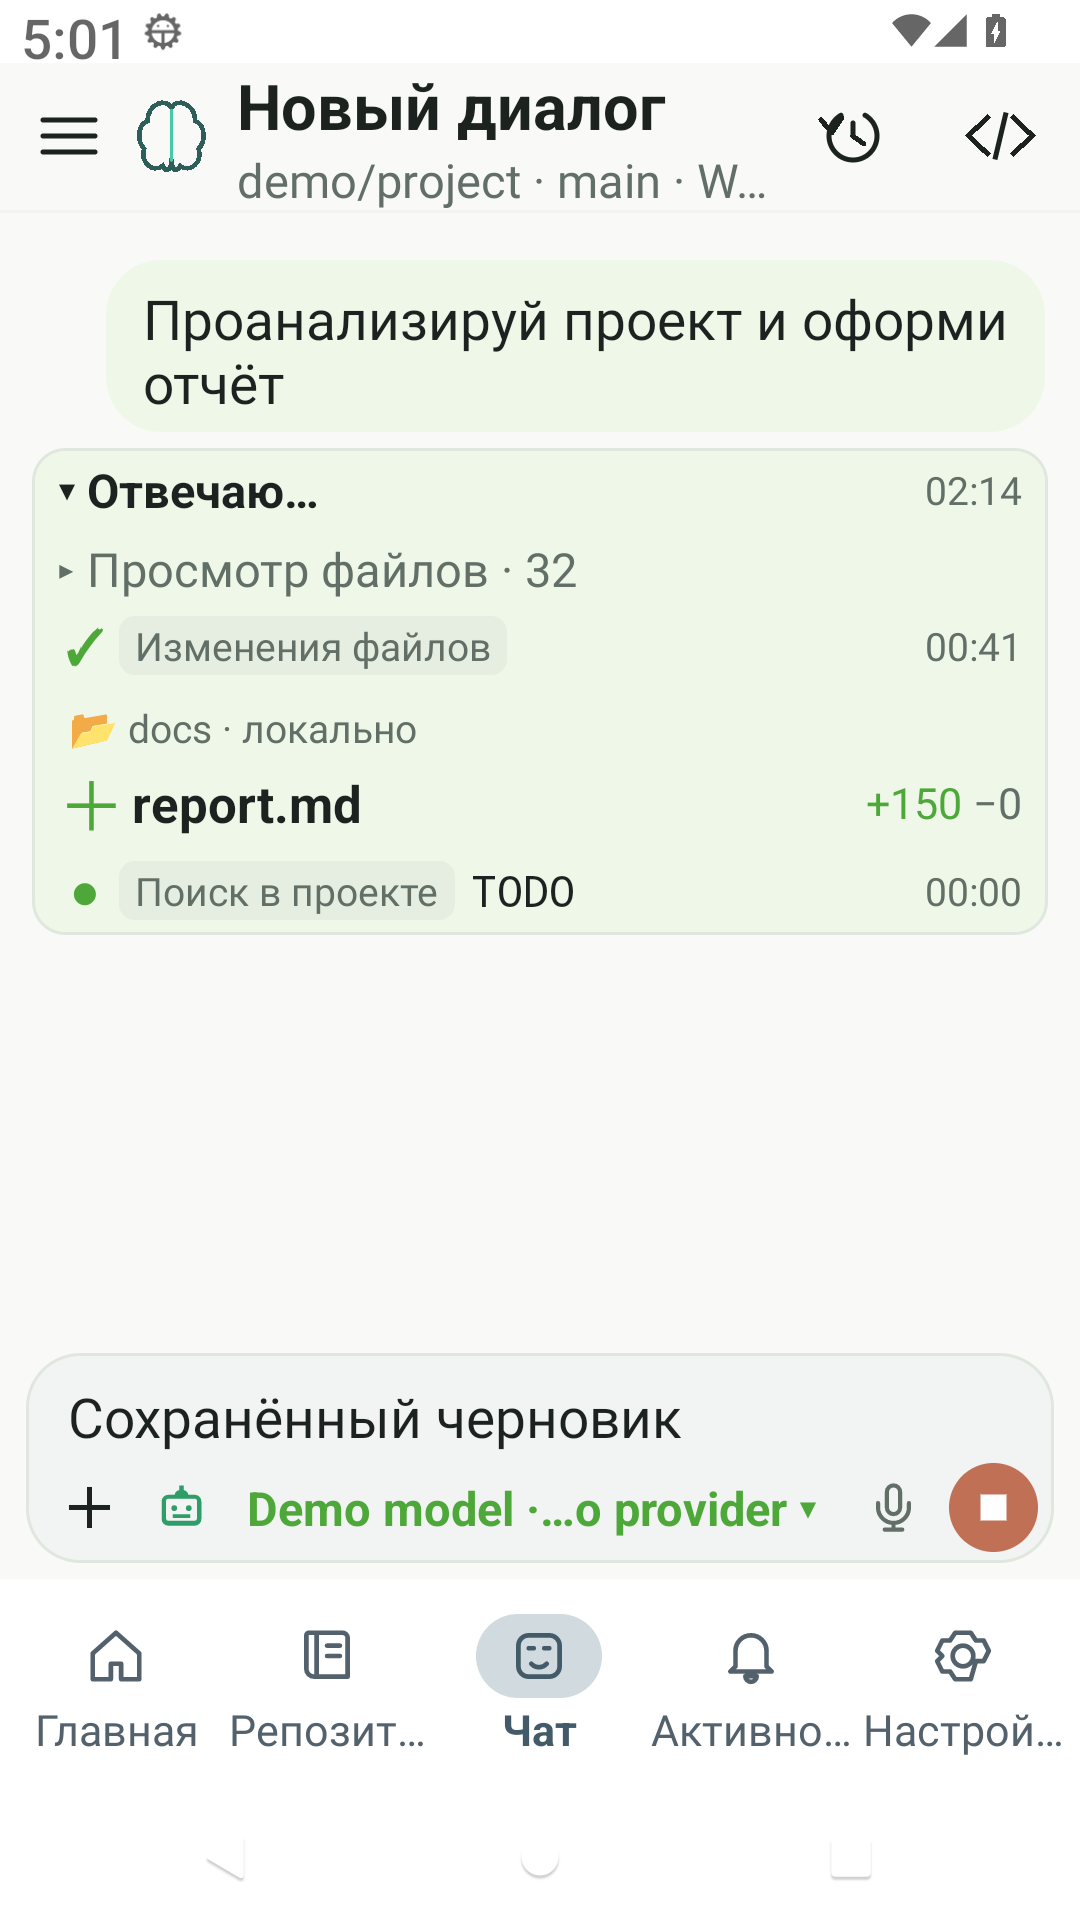 5:01
Новый диалог
demo/project · main · W...
Проанализируй проект и оформи
отчёт
▾ Отвечаю... 02:14
▸ Просмотр файлов · 32
✓ Изменения файлов 00:41
docs · локально
+ report.md +150 −0
● Поиск в проекте TODO 00:00
Сохранённый черновик
Demo model ·...o provider ▾
Главная Репозит... Чат Активно... Настрой...